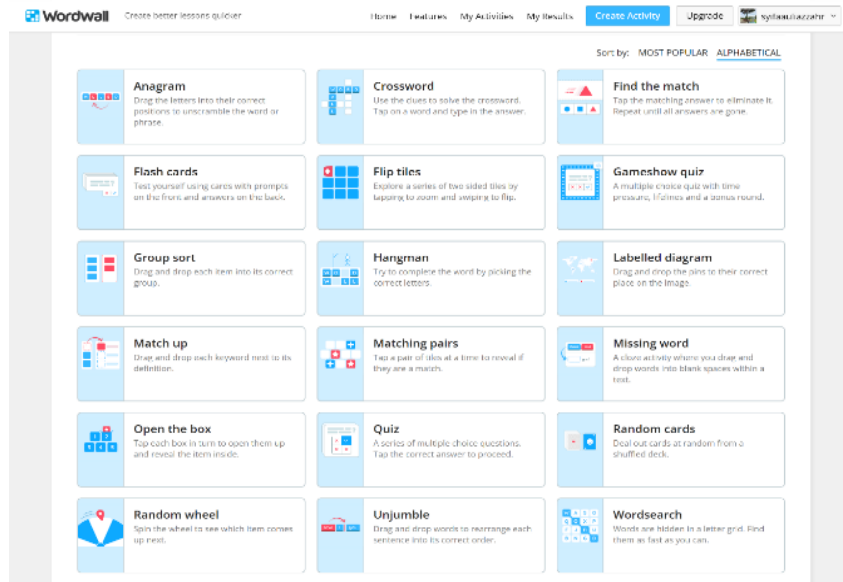 Wordwall Create better lessons quicker Home Features My Activities My Results Create Activity Upgrade
Sort by: MOST POPULAR ALPHABETICAL
Anagram
Drag the letters into their correct
positions to unscramble the word or
phrase.
Crossword
Use the clues to solve the crossword.
Tap on a word and type in the answer.
Find the match
Tap the matching answer to eliminate it.
Repeat until all answers are gone.
Flash cards
Test yourself using cards with prompts
on the front and answers on the back.
Flip tiles
Explore a series of two sided tiles by
tapping to zoom and swiping to flip.
Gameshow quiz
A multiple choice quiz with time
pressure, lifelines and a bonus round.
Group sort
Drag and drop each item into its correct
group.
Hangman
Try to complete the word by picking the
correct letters.
Labelled diagram
Drag and drop the pins to their correct
place on the image.
Match up
Drag and drop each keyword next to its
definition.
Matching pairs
Tap a pair of tiles at a time to reveal if
they are a match.
Missing word
A cloze activity where you drag and
drop words into blank spaces within a
text.
Open the box
Tap each box in turn to open them up
and reveal the item inside.
Quiz
A series of multiple choice questions.
Tap the correct answer to proceed.
Random cards
Deal out cards at random from a
shuffled deck.
Random wheel
Spin the wheel to see which item comes
up next.
Unjumble
Drag and drop words to rearrange each
sentence into its correct order.
Wordsearch
Words are hidden in a letter grid. Find
them as fast as you can.